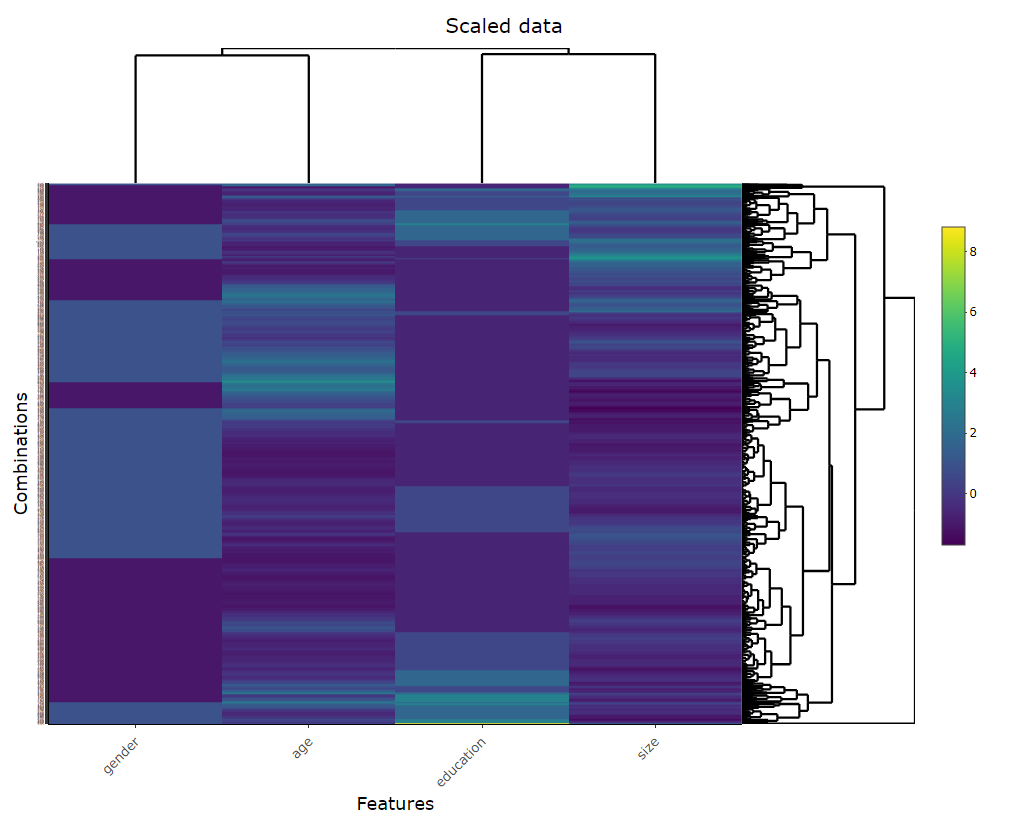 Scaled data
8
6
4
2
0
Combinations
gender
age
education
size
Features